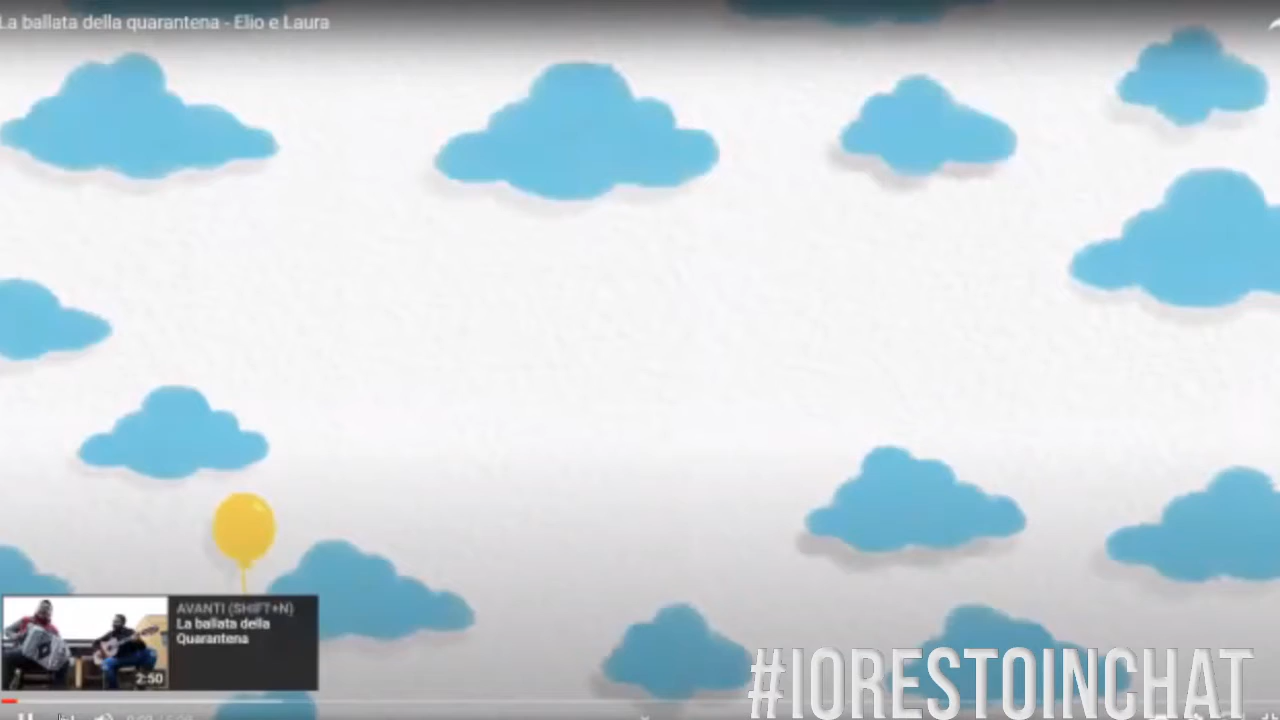 La ballata della quarantena - Elio e Laura
AVANTI (SHIFT+N)
La ballata della
Quarantena
2:50
#IORESTOINCHAT